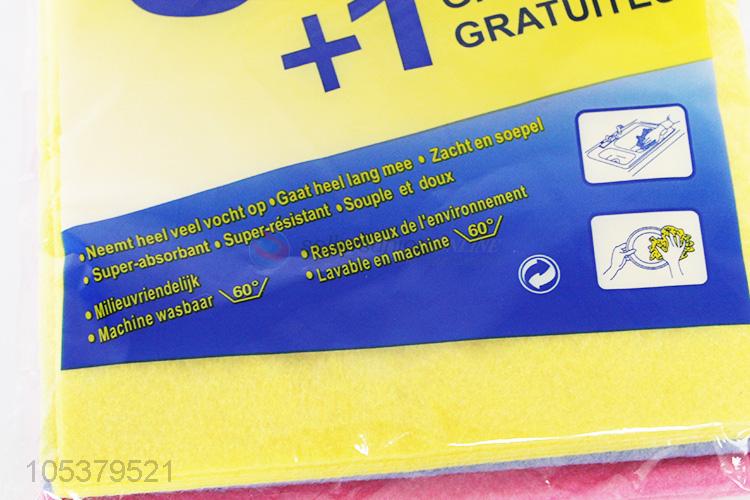 +1
GRATUITES
• Neemt heel veel vocht op • Gaat heel lang mee • Zacht en soepel
• Super-absorbant • Super-résistant • Souple et doux
• Milieuvriendelijk
• Machine wasbaar 60°
• Respectueux de l'environnement
• Lavable en machine 60°
105379521